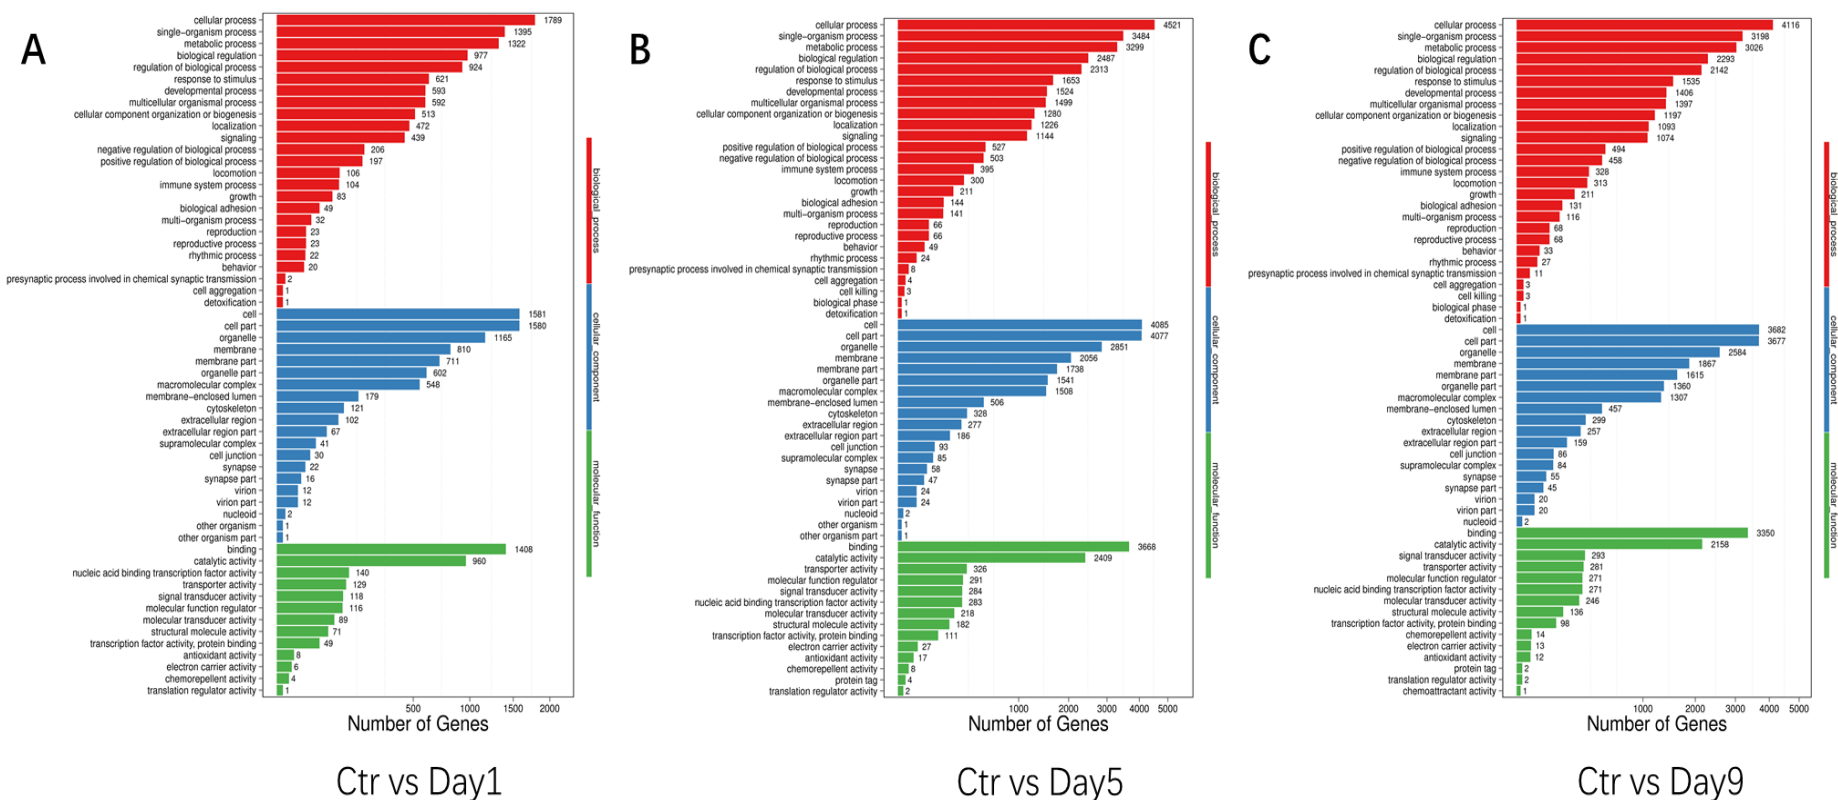 A
cellular process 1789
single-organism process 1395
metabolic process 1322
biological regulation 977
regulation of biological process 924
response to stimulus 621
developmental process 593
multicellular organismal process 592
cellular component organization or biogenesis 513
localization 472
signaling 439
negative regulation of biological process 206
positive regulation of biological process 197
locomotion 106
immune system process 104
growth 83
biological adhesion 49
multi-organism process 32
reproduction 23
reproductive process 23
rhythmic process 22
behavior 20
presynaptic process involved in chemical synaptic transmission 2
cell aggregation 1
detoxification 1
cell 1581
cell part 1580
organelle 1165
membrane 810
membrane part 711
organelle part 602
macromolecular complex 548
membrane-enclosed lumen 179
cytoskeleton 121
extracellular region 102
extracellular region part 67
supramolecular complex 41
cell junction 30
synapse 22
synapse part 16
virion 12
virion part 12
nucleoid 2
other organism 1
other organism part 1
binding 1408
catalytic activity 960
nucleic acid binding transcription factor activity 140
transporter activity 129
signal transducer activity 118
molecular function regulator 116
molecular transducer activity 89
structural molecule activity 71
transcription factor activity, protein binding 49
antioxidant activity 8
electron carrier activity 6
chemorepellent activity 4
translation regulator activity 1
500 1000 1500 2000
Number of Genes
biological process
cellular component
molecular function
Ctr vs Day1
B
cellular process 4521
single-organism process 3484
metabolic process 3299
biological regulation 2487
regulation of biological process 2313
response to stimulus 1653
developmental process 1524
multicellular organismal process 1499
cellular component organization or biogenesis 1280
localization 1226
signaling 1144
positive regulation of biological process 527
negative regulation of biological process 503
immune system process 395
locomotion 300
growth 211
biological adhesion 144
multi-organism process 141
reproduction 66
reproductive process 66
behavior 49
rhythmic process 24
presynaptic process involved in chemical synaptic transmission 8
cell aggregation 4
cell killing 3
biological phase 1
detoxification 1
cell 4085
cell part 4077
organelle 2851
membrane 2056
membrane part 1738
organelle part 1541
macromolecular complex 1508
membrane-enclosed lumen 506
cytoskeleton 328
extracellular region 277
extracellular region part 186
cell junction 93
supramolecular complex 85
synapse 58
synapse part 47
virion 24
virion part 24
nucleoid 2
other organism 1
other organism part 1
binding 3668
catalytic activity 2409
transporter activity 326
molecular function regulator 291
signal transducer activity 284
nucleic acid binding transcription factor activity 283
molecular transducer activity 218
structural molecule activity 182
transcription factor activity, protein binding 111
electron carrier activity 27
antioxidant activity 17
chemorepellent activity 8
protein tag 4
translation regulator activity 2
1000 2000 3000 4000 5000
Number of Genes
biological process
cellular component
molecular function
Ctr vs Day5
C
cellular process 4116
single-organism process 3198
metabolic process 3026
biological regulation 2293
regulation of biological process 2142
response to stimulus 1535
developmental process 1406
multicellular organismal process 1397
cellular component organization or biogenesis 1197
localization 1093
signaling 1074
positive regulation of biological process 494
negative regulation of biological process 458
immune system process 328
locomotion 313
growth 211
biological adhesion 131
multi-organism process 116
reproduction 68
reproductive process 68
behavior 33
rhythmic process 27
presynaptic process involved in chemical synaptic transmission 11
cell aggregation 3
cell killing 3
biological phase 1
detoxification 1
cell 3682
cell part 3677
organelle 2584
membrane 1867
membrane part 1615
organelle part 1360
macromolecular complex 1307
membrane-enclosed lumen 457
cytoskeleton 299
extracellular region 257
extracellular region part 159
cell junction 86
supramolecular complex 84
synapse 55
synapse part 45
virion 20
virion part 20
nucleoid 2
binding 3350
catalytic activity 2158
signal transducer activity 293
transporter activity 281
molecular function regulator 271
nucleic acid binding transcription factor activity 271
molecular transducer activity 246
structural molecule activity 136
transcription factor activity, protein binding 98
chemorepellent activity 14
electron carrier activity 13
antioxidant activity 12
protein tag 2
translation regulator activity 2
chemoattractant activity 1
1000 2000 3000 4000 5000
Number of Genes
biological process
cellular component
molecular function
Ctr vs Day9